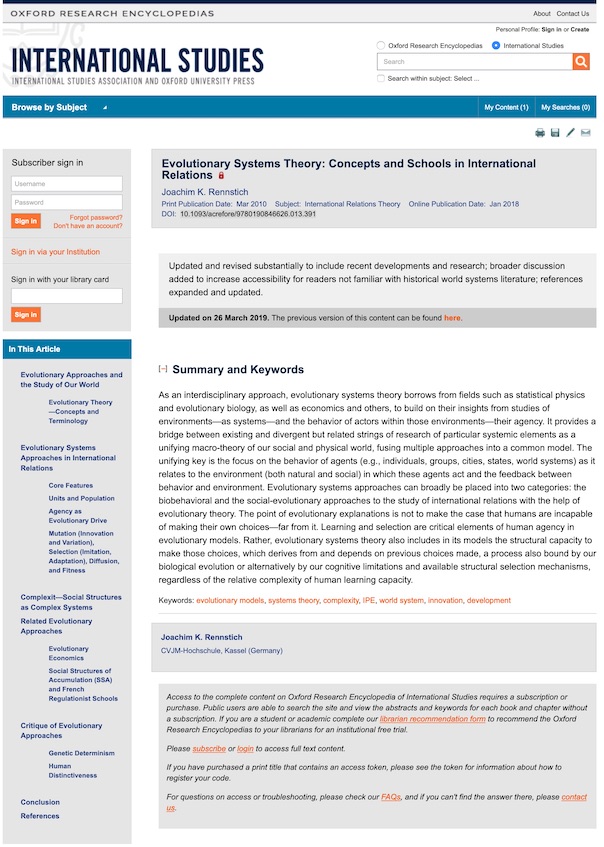 OXFORD RESEARCH ENCYCLOPEDIAS
About Contact Us
Personal Profile: Sign in or Create
INTERNATIONAL STUDIES
INTERNATIONAL STUDIES ASSOCIATION AND OXFORD UNIVERSITY PRESS
Oxford Research Encyclopedias International Studies
Search
Search within subject: Select ...
Browse by Subject
My Content (1) My Searches (0)
Subscriber sign in
Username
Password
Sign in
Forgot password?
Don't have an account?
Sign in via your Institution
Sign in with your library card
Sign in
In This Article
Evolutionary Approaches and
the Study of Our World
Evolutionary Theory
—Concepts and
Terminology
Evolutionary Systems
Approaches in International
Relations
Core Features
Units and Population
Agency as
Evolutionary Drive
Mutation (Innovation
and Variation),
Selection (Imitation,
Adaptation), Diffusion,
and Fitness
Complexit—Social Structures
as Complex Systems
Related Evolutionary
Approaches
Evolutionary
Economics
Social Structures of
Accumulation (SSA)
and French
Regulationist Schools
Critique of Evolutionary
Approaches
Genetic Determinism
Human
Distinctiveness
Conclusion
References
Evolutionary Systems Theory: Concepts and Schools in International
Relations
Joachim K. Rennstich
Print Publication Date: Mar 2010 Subject: International Relations Theory Online Publication Date: Jan 2018
DOI: 10.1093/acrefore/9780190846626.013.391
Updated and revised substantially to include recent developments and research; broader discussion
added to increase accessibility for readers not familiar with historical world systems literature; references
expanded and updated.
Updated on 26 March 2019. The previous version of this content can be found here.
[−] Summary and Keywords
As an interdisciplinary approach, evolutionary systems theory borrows from fields such as statistical physics
and evolutionary biology, as well as economics and others, to build on their insights from studies of
environments—as systems—and the behavior of actors within those environments—their agency. It provides a
bridge between existing and divergent but related strings of research of particular systemic elements as a
unifying macro-theory of our social and physical world, fusing multiple approaches into a common model. The
unifying key is the focus on the behavior of agents (e.g., individuals, groups, cities, states, world systems) as it
relates to the environment (both natural and social) in which these agents act and the feedback between
behavior and environment. Evolutionary systems approaches can broadly be placed into two categories: the
biobehavioral and the social-evolutionary approaches to the study of international relations with the help of
evolutionary theory. The point of evolutionary explanations is not to make the case that humans are incapable
of making their own choices—far from it. Learning and selection are critical elements of human agency in
evolutionary models. Rather, evolutionary systems theory also includes in its models the structural capacity to
make those choices, which derives from and depends on previous choices made, a process also bound by our
biological evolution or alternatively by our cognitive limitations and available structural selection mechanisms,
regardless of the relative complexity of human learning capacity.
Keywords: evolutionary models, systems theory, complexity, IPE, world system, innovation, development
Joachim K. Rennstich
CVJM-Hochschule, Kassel (Germany)
Access to the complete content on Oxford Research Encyclopedia of International Studies requires a subscription or
purchase. Public users are able to search the site and view the abstracts and keywords for each book and chapter without
a subscription. If you are a student or academic complete our librarian recommendation form to recommend the Oxford
Research Encyclopedias to your librarians for an institutional free trial.
Please subscribe or login to access full text content.
If you have purchased a print title that contains an access token, please see the token for information about how to
register your code.
For questions on access or troubleshooting, please check our FAQs, and if you can't find the answer there, please contact
us.